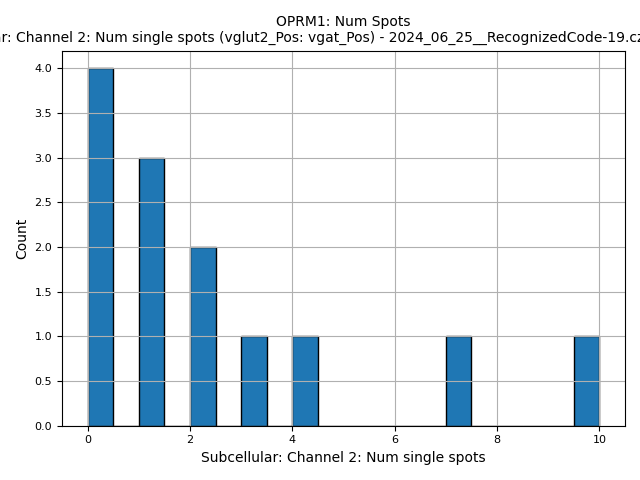 OPRM1: Num Spots
r: Channel 2: Num single spots (vglut2_Pos: vgat_Pos) - 2024_06_25__RecognizedCode-19.cz
4.0
3.5
3.0
2.5
2.0
1.5
1.0
0.5
0.0
Count
0 2 4 6 8 10
Subcellular: Channel 2: Num single spots